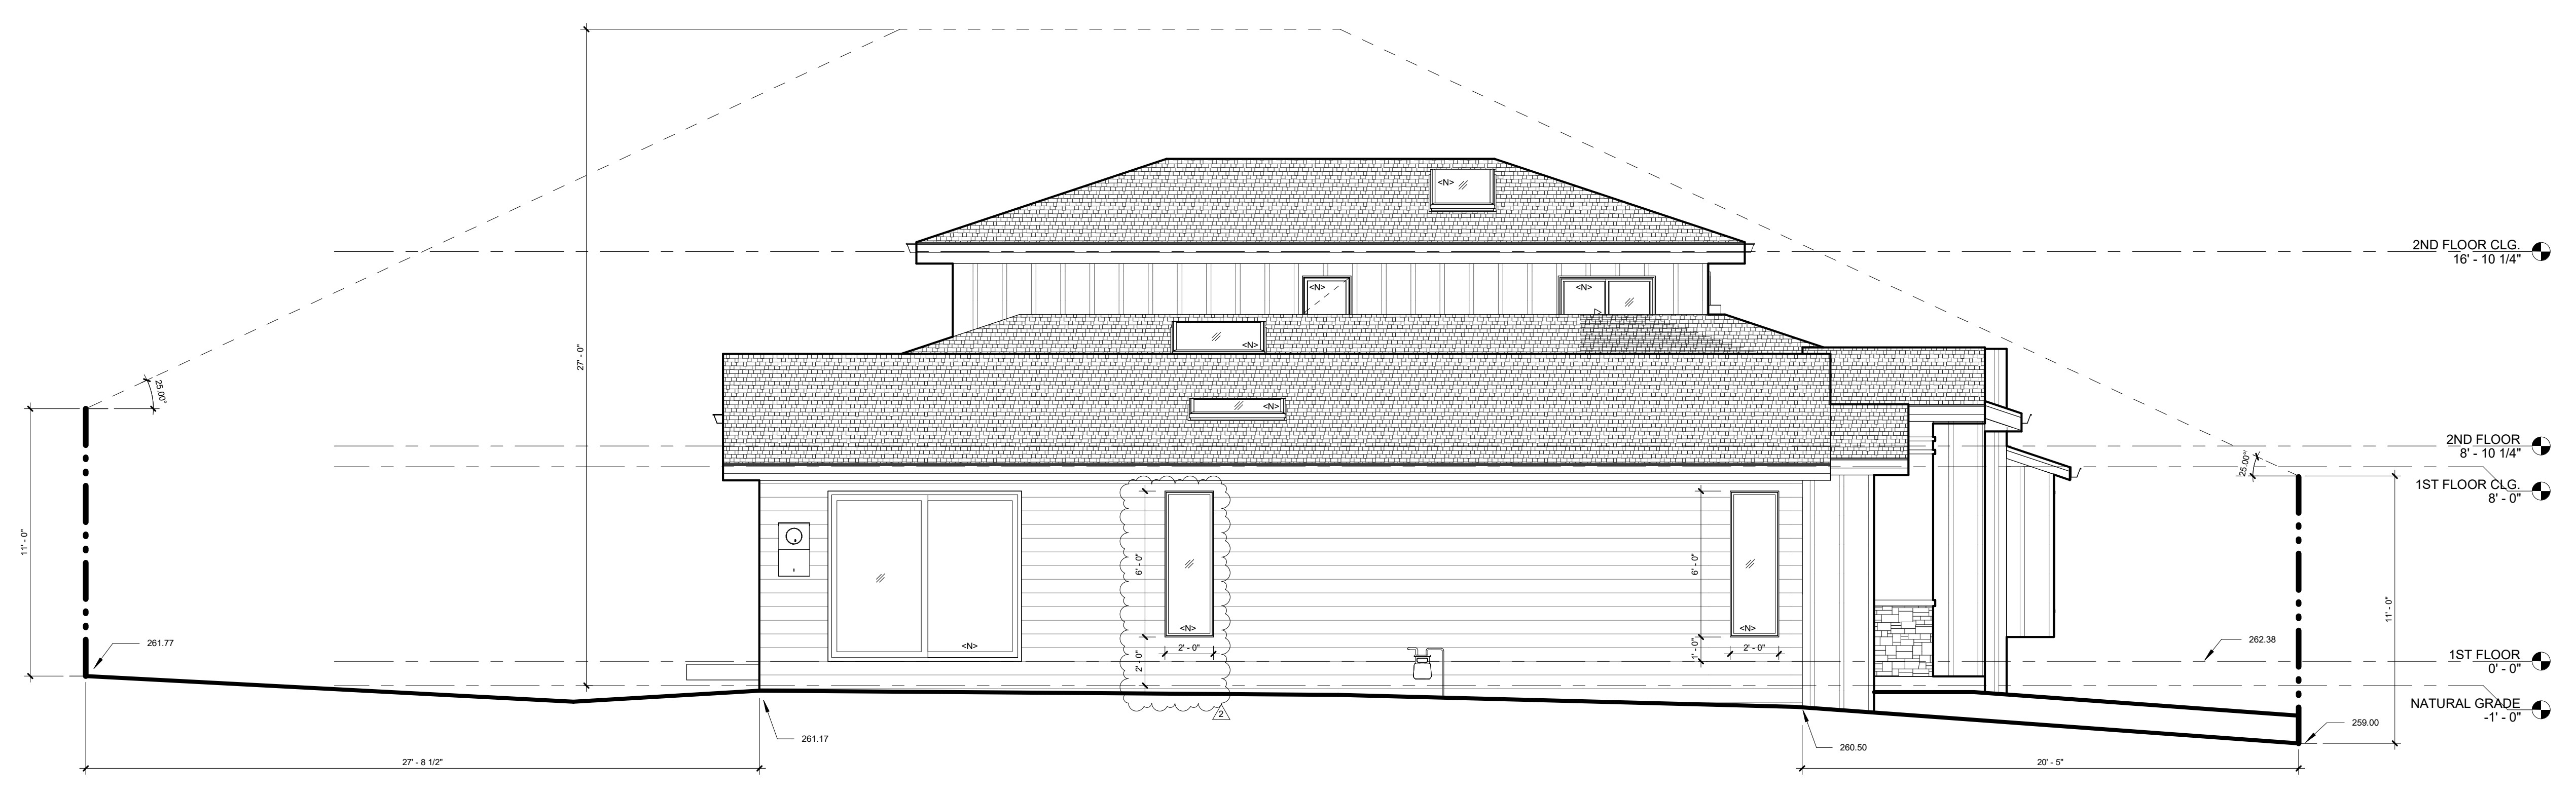 <N>
2ND FLOOR CLG.
16' - 10 1/4"
<N>
<N>
<N>
27' - 0"
25.00°
<N>
2ND FLOOR
8' - 10 1/4"
25.00°
1ST FLOOR CLG.
8' - 0"
11' - 0"
6' - 0"
6' - 0"
11' - 0"
<N>
<N>
<N>
261.77
262.38
2' - 0"
2' - 0"
1' - 0"
2' - 0"
1ST FLOOR
0' - 0"
NATURAL GRADE
-1' - 0"
2
259.00
261.17
260.50
27' - 8 1/2"
20' - 5"